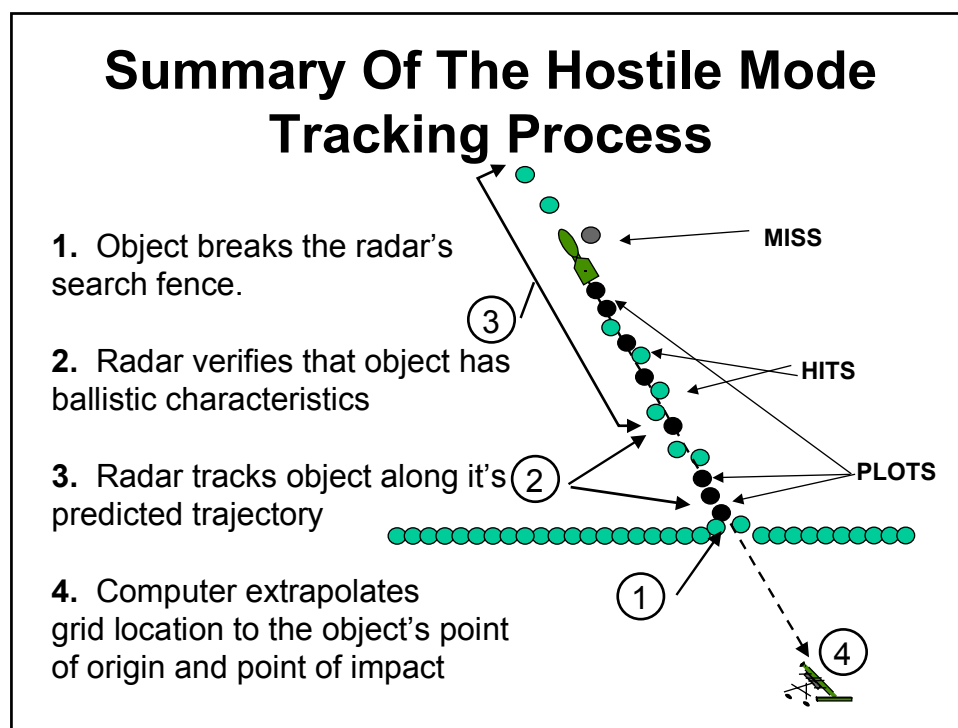 Summary Of The Hostile Mode
Tracking Process
1. Object breaks the radar's
search fence.
2. Radar verifies that object has
ballistic characteristics
3. Radar tracks object along it's
predicted trajectory
4. Computer extrapolates
grid location to the object's point
of origin and point of impact
MISS
3
HITS
2
PLOTS
1
4